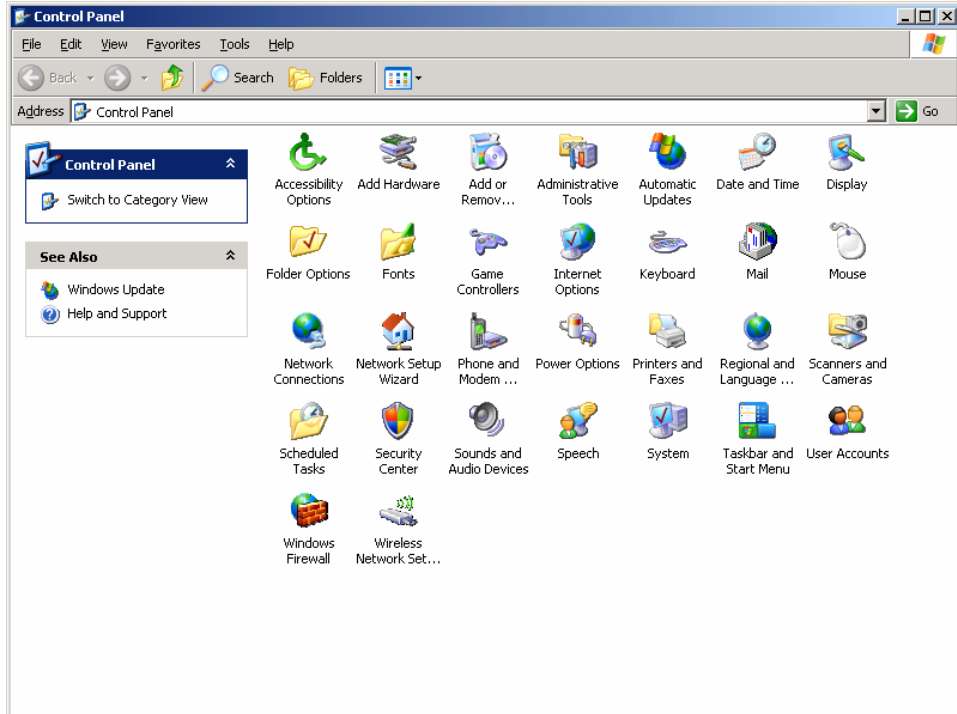 Control Panel
File Edit View Favorites Tools Help
Back Search Folders
Address Control Panel Go
Control Panel
Switch to Category View
See Also
Windows Update
Help and Support
Accessibility Options
Add Hardware
Add or Remov...
Administrative Tools
Automatic Updates
Date and Time
Display
Folder Options
Fonts
Game Controllers
Internet Options
Keyboard
Mail
Mouse
Network Connections
Network Setup Wizard
Phone and Modem ...
Power Options
Printers and Faxes
Regional and Language ...
Scanners and Cameras
Scheduled Tasks
Security Center
Sounds and Audio Devices
Speech
System
Taskbar and Start Menu
User Accounts
Windows Firewall
Wireless Network Set...